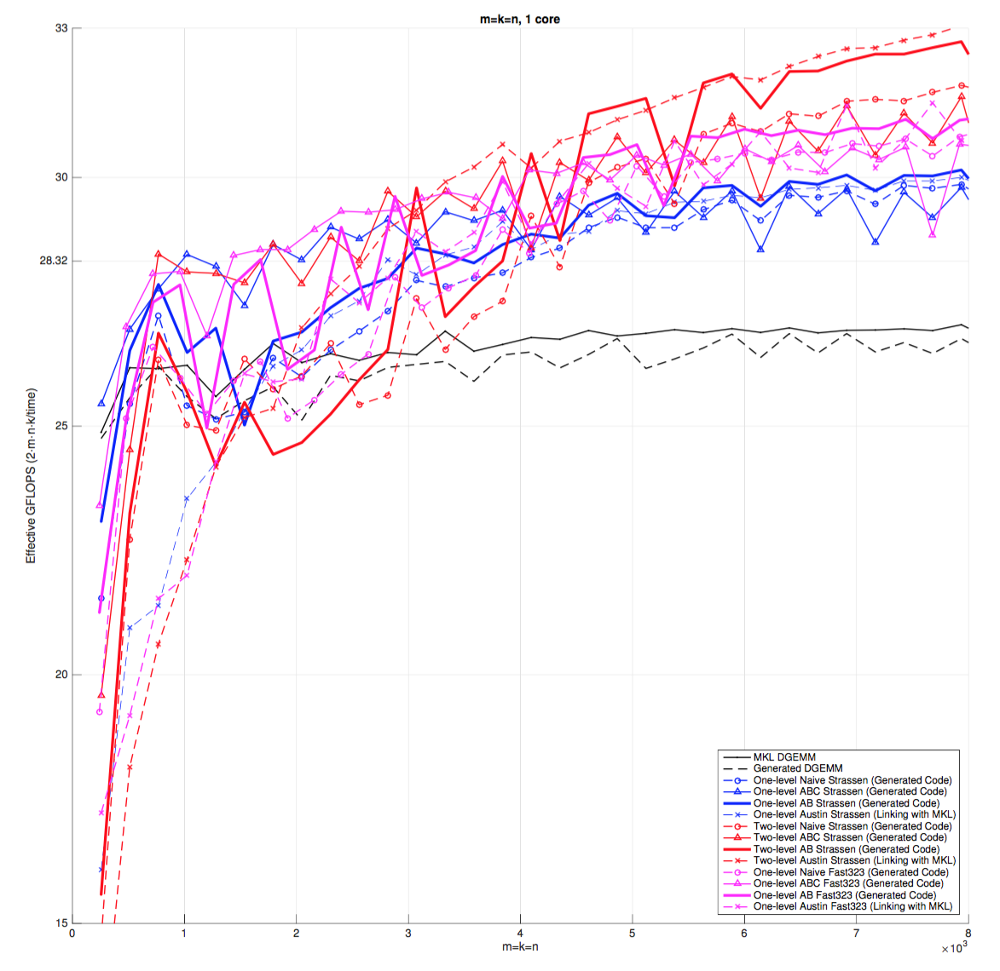 m=k=n, 1 core
33
30
28.32
25
20
15
Effective GFLOPS (2·m·n·k/time)
MKL DGEMM
Generated DGEMM
One-level Naive Strassen (Generated Code)
One-level ABC Strassen (Generated Code)
One-level AB Strassen (Generated Code)
One-level Austin Strassen (Linking with MKL)
Two-level Naive Strassen (Generated Code)
Two-level ABC Strassen (Generated Code)
Two-level AB Strassen (Generated Code)
Two-level Austin Strassen (Linking with MKL)
One-level Naive Fast323 (Generated Code)
One-level ABC Fast323 (Generated Code)
One-level AB Fast323 (Generated Code)
One-level Austin Fast323 (Linking with MKL)
0 1 2 3 4 5 6 7 8
m=k=n
×10³